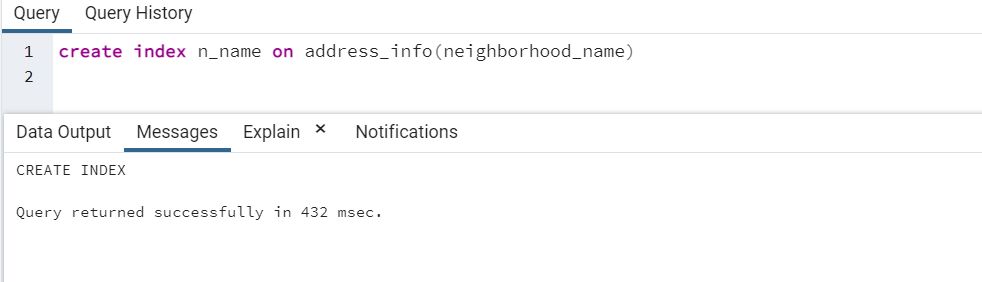 Query Query History
1 create index n_name on address_info(neighborhood_name)
2
Data Output Messages Explain × Notifications
CREATE INDEX
Query returned successfully in 432 msec.